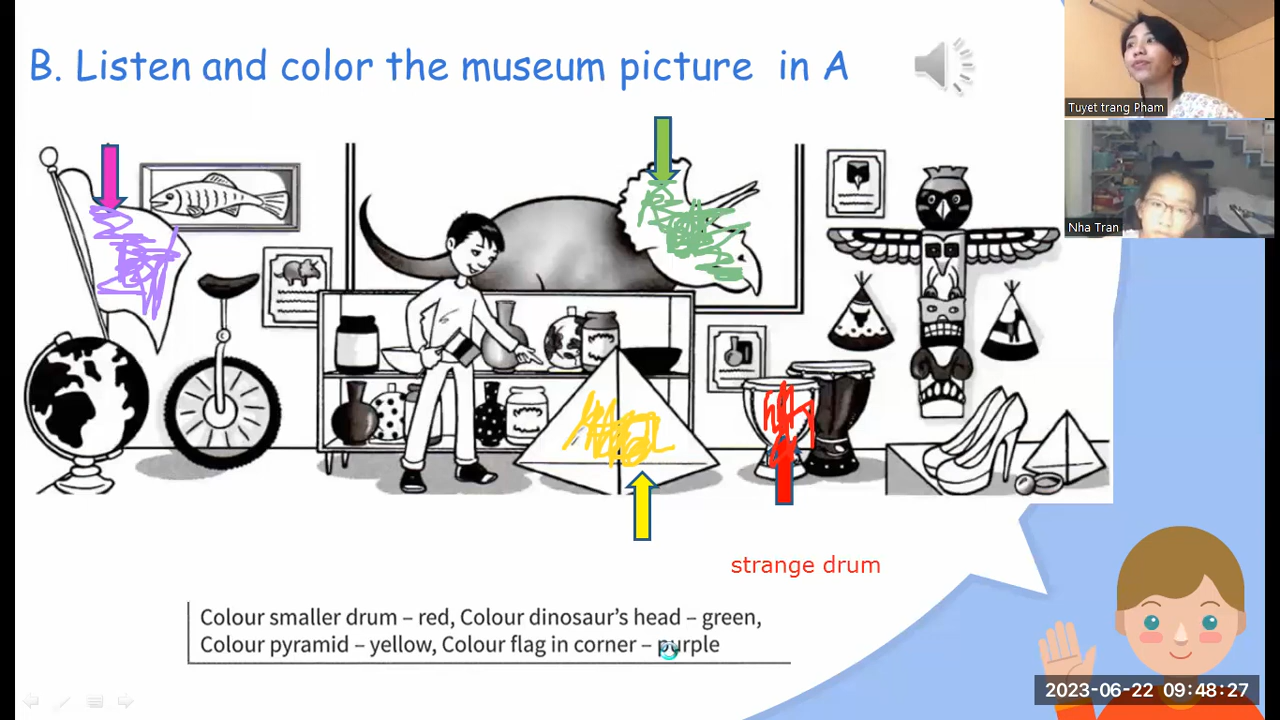 B. Listen and color the museum picture in A
Tuyet trang Pham
Nha Tran
strange drum
Colour smaller drum – red, Colour dinosaur's head – green,
Colour pyramid – yellow, Colour flag in corner – purple
2023-06-22 09:48:27